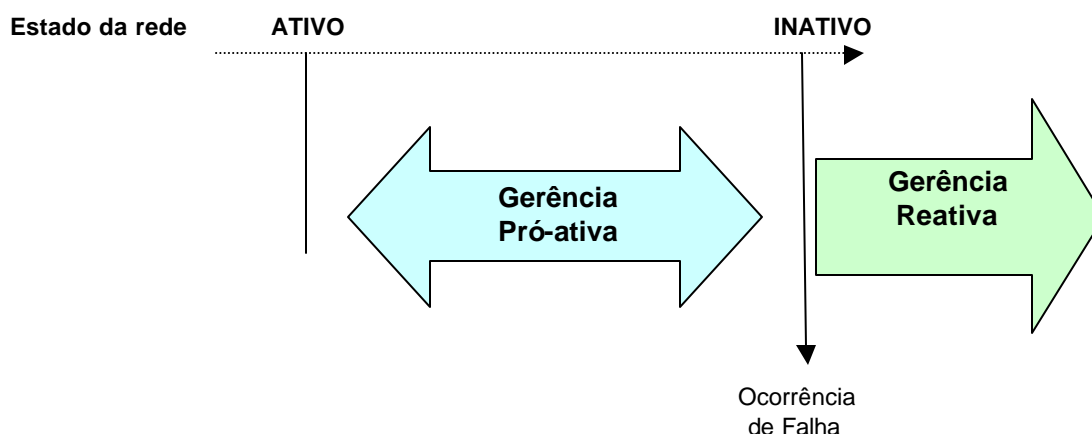 Estado da rede ATIVO INATIVO
Gerência
Pró-ativa
Gerência
Reativa
Ocorrência
de Falha